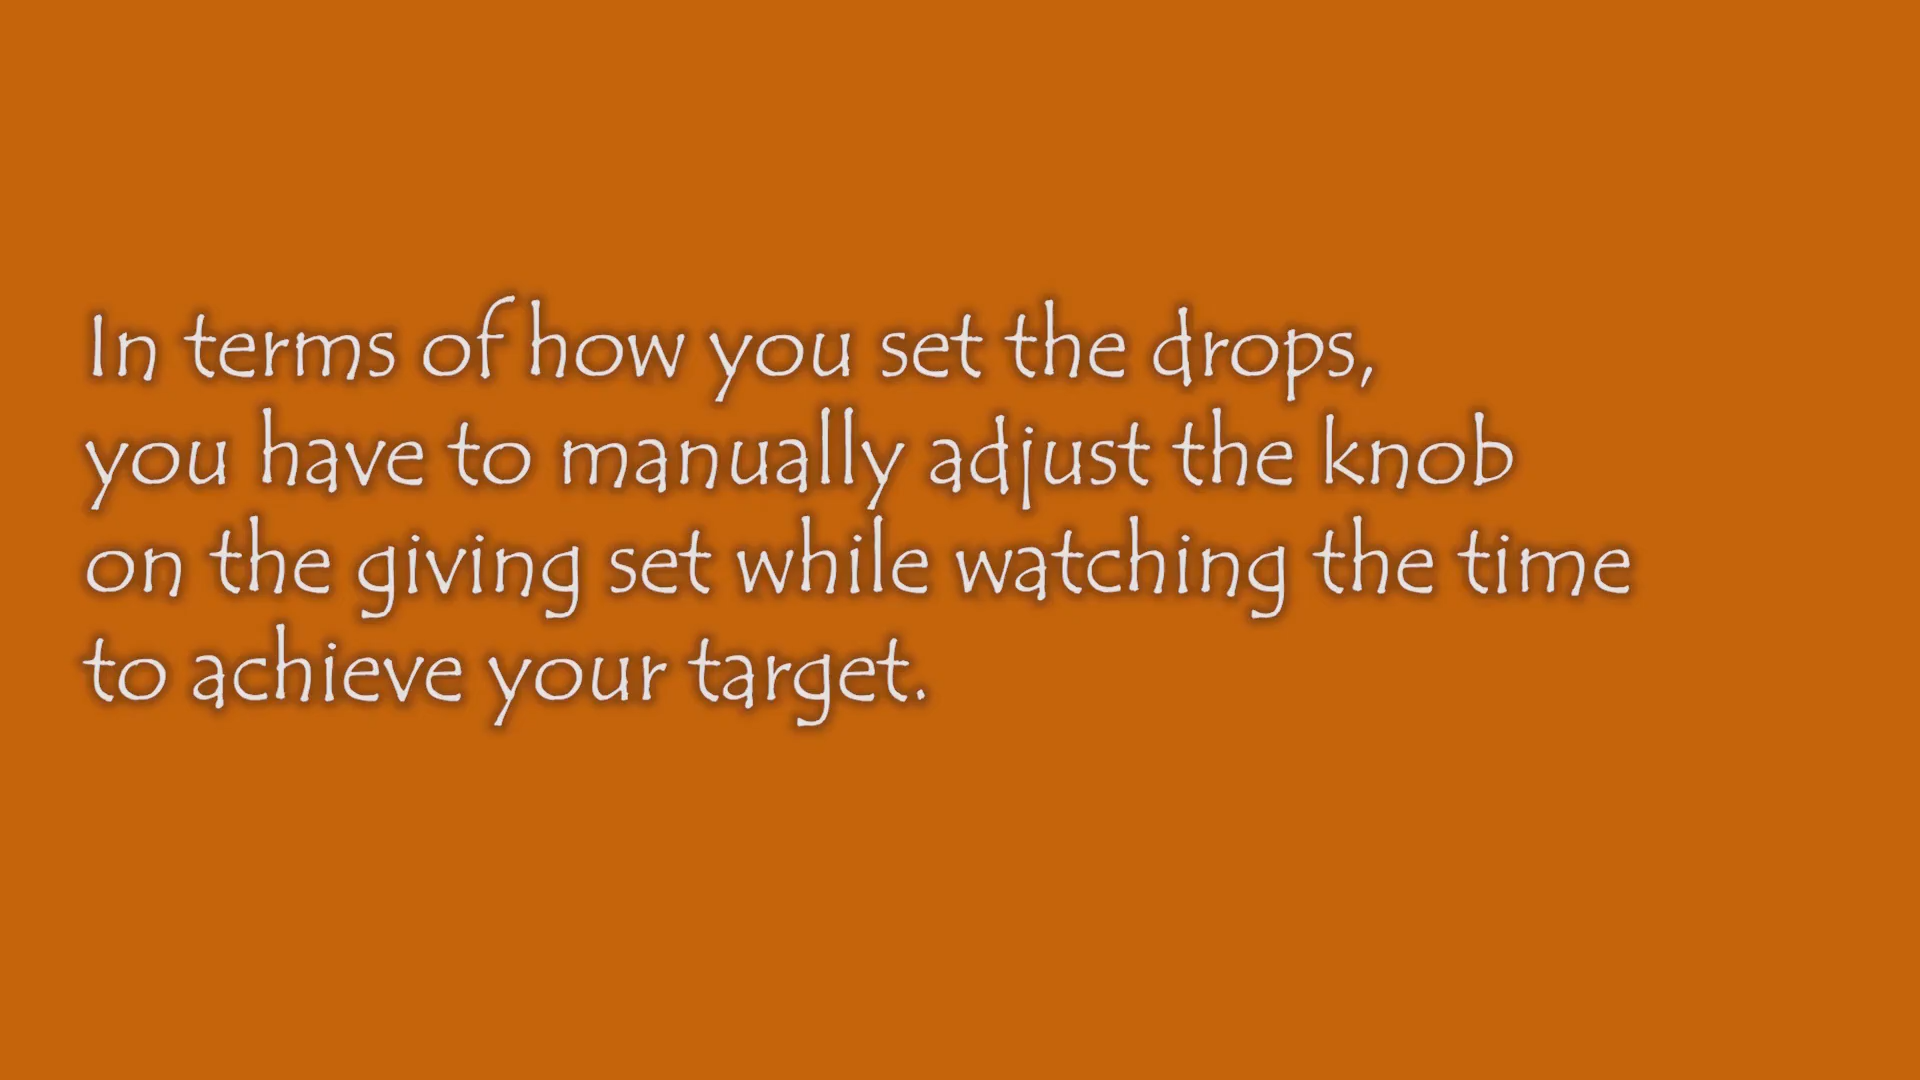 In terms of how you set the drops,
you have to manually adjust the knob
on the giving set while watching the time
to achieve your target.